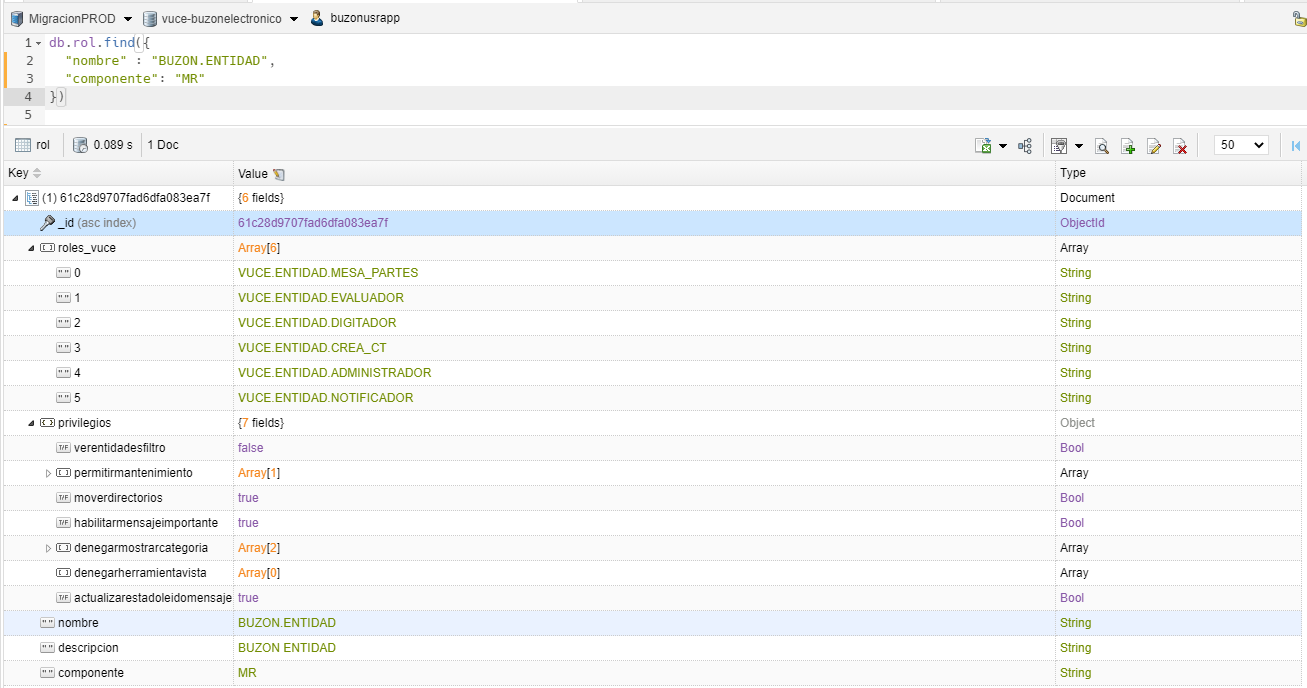 MigracionPROD vuce-buzonelectronico buzonusrapp
1 db.rol.find({
2 "nombre" : "BUZON.ENTIDAD",
3 "componente": "MR"
4 })
5
rol 0.089 s 1 Doc 50
Key Value Type
(1) 61c28d9707fad6dfa083ea7f {6 fields} Document
_id (asc index) 61c28d9707fad6dfa083ea7f ObjectId
roles_vuce Array[6] Array
"" 0 VUCE.ENTIDAD.MESA_PARTES String
"" 1 VUCE.ENTIDAD.EVALUADOR String
"" 2 VUCE.ENTIDAD.DIGITADOR String
"" 3 VUCE.ENTIDAD.CREA_CT String
"" 4 VUCE.ENTIDAD.ADMINISTRADOR String
"" 5 VUCE.ENTIDAD.NOTIFICADOR String
privilegios {7 fields} Object
T/F verentidadesfiltro false Bool
permitirmantenimiento Array[1] Array
T/F moverdirectorios true Bool
T/F habilitarmensajeimportante true Bool
denegarmostrarcategoria Array[2] Array
denegarherramientavista Array[0] Array
T/F actualizarestadoleidomensaje true Bool
"" nombre BUZON.ENTIDAD String
"" descripcion BUZON ENTIDAD String
"" componente MR String